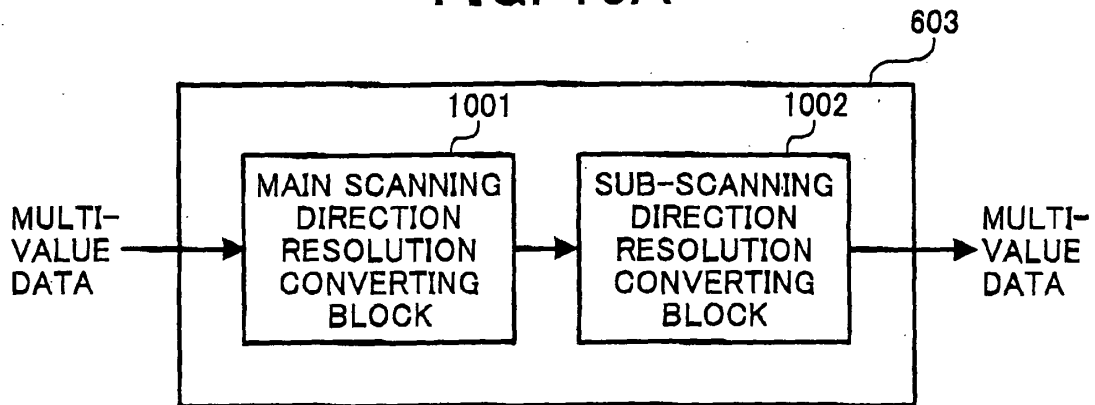 603
1001
1002
MULTI-
VALUE
DATA
MAIN SCANNING
DIRECTION
RESOLUTION
CONVERTING
BLOCK
SUB-SCANNING
DIRECTION
RESOLUTION
CONVERTING
BLOCK
MULTI-
VALUE
DATA